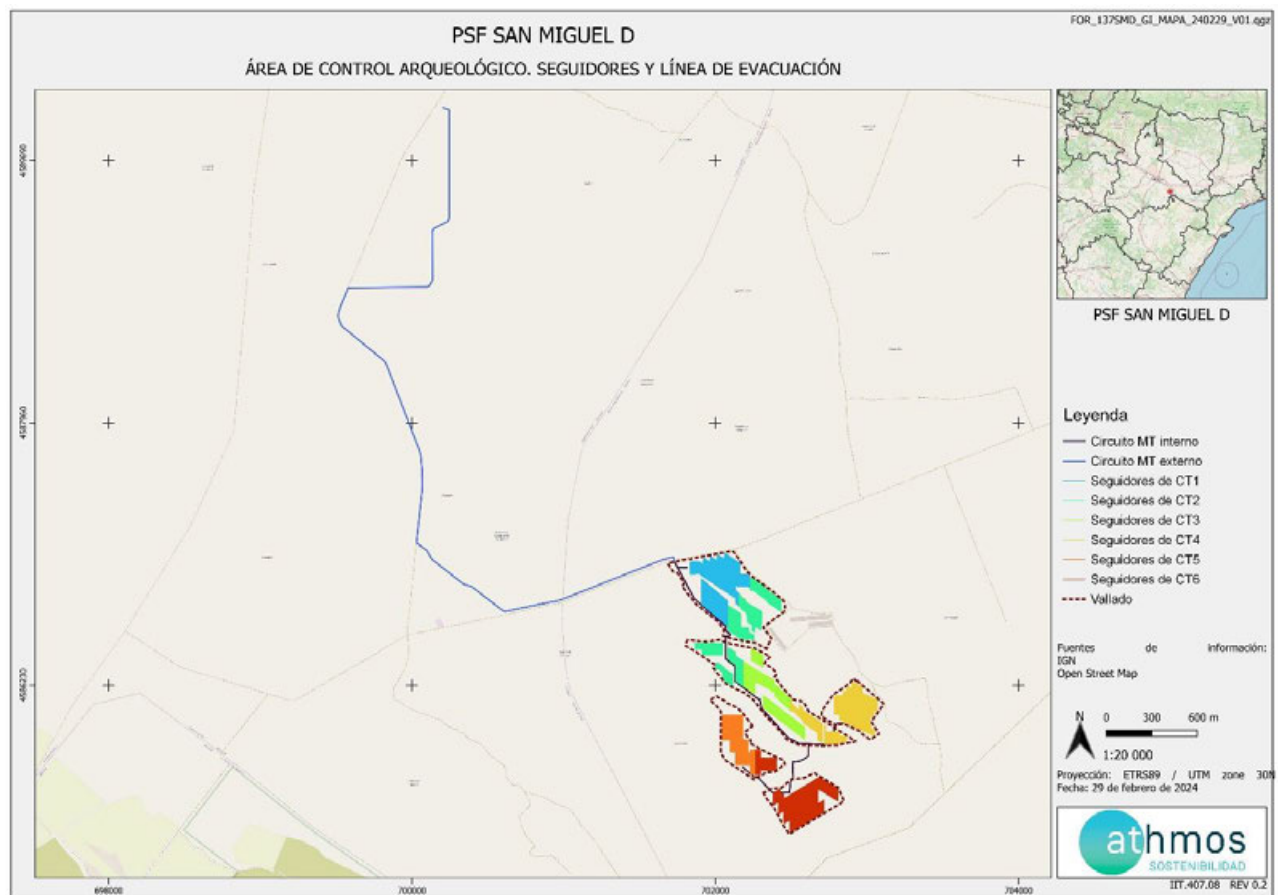 FOR_137SMD_GI_MAPA_240229_V01.qgz
PSF SAN MIGUEL D
ÁREA DE CONTROL ARQUEOLÓGICO. SEGUIDORES Y LÍNEA DE EVACUACIÓN
4589690
4587960
4586230
698000
700000
702000
704000
PSF SAN MIGUEL D
Leyenda
Circuito MT interno
Circuito MT externo
Seguidores de CT1
Seguidores de CT2
Seguidores de CT3
Seguidores de CT4
Seguidores de CT5
Seguidores de CT6
Vallado
Fuentes de información:
IGN
Open Street Map
N
0 300 600 m
1:20 000
Proyección: ETRS89 / UTM zone 30N
Fecha: 29 de febrero de 2024
athmos
SOSTENIBILIDAD
IIT.407.08 REV 0.2